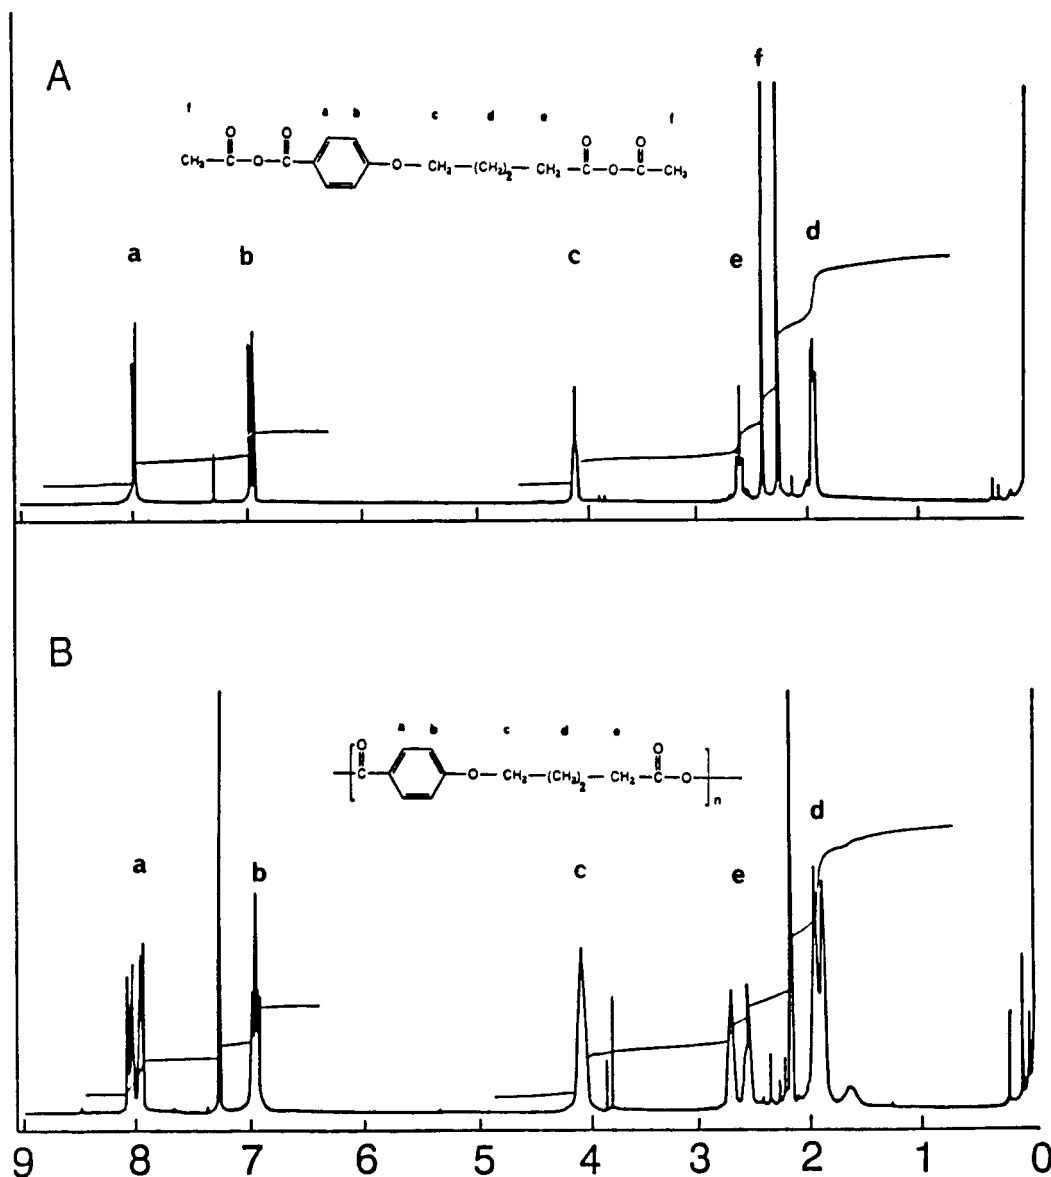 A
f
f a b c d e f
O O O O
CH₃—C—O—C—O—CH₂—(CH₂)₂—CH₂—C—O—C—CH₃
a b c e d
B
a b c d e
O O
C—O—CH₂—(CH₂)₂—CH₂—C—O n
d
a b c e
9 8 7 6 5 4 3 2 1 0